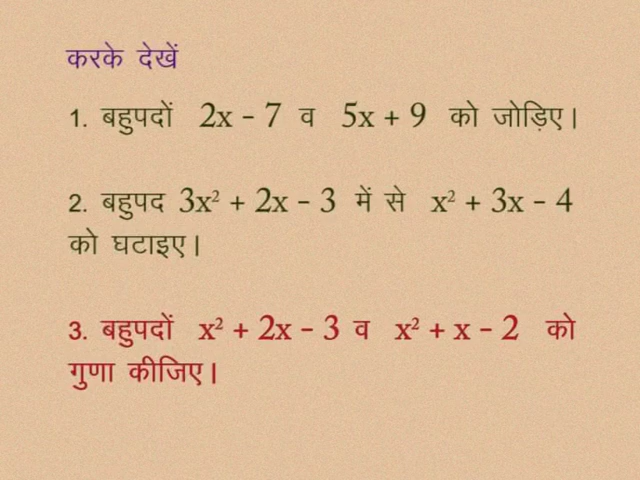 करके देखें
1. बहुपदों 2x - 7 व 5x + 9 को जोड़िए।
2. बहुपद 3x² + 2x - 3 में से x² + 3x - 4
को घटाइए।
3. बहुपदों x² + 2x - 3 व x² + x - 2 को
गुणा कीजिए।